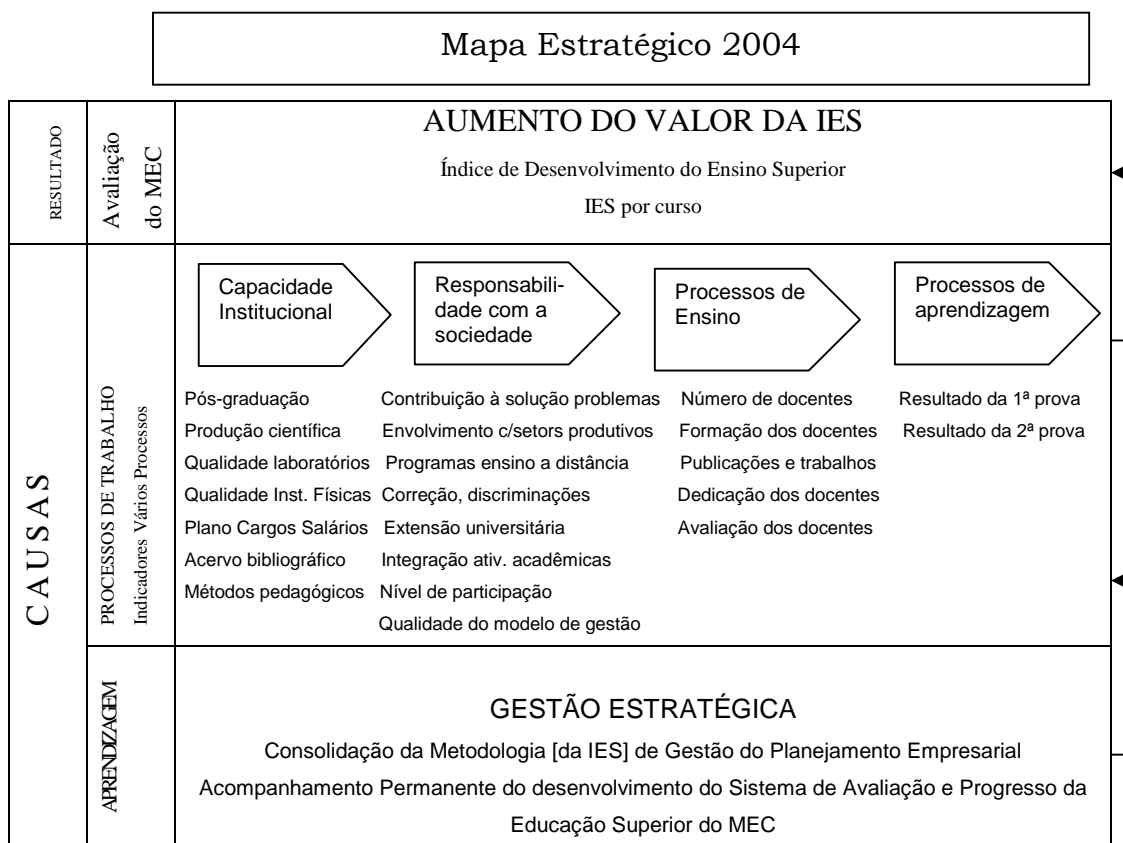 Mapa Estratégico 2004
RESULTADO
Avaliação
do MEC
AUMENTO DO VALOR DA IES
Índice de Desenvolvimento do Ensino Superior
IES por curso
CAUSAS
PROCESSOS DE TRABALHO
Indicadores Vários Processos
Capacidade
Institucional
Responsabili-
dade com a
sociedade
Processos de
Ensino
Processos de
aprendizagem
Pós-graduação
Produção científica
Qualidade laboratórios
Qualidade Inst. Físicas
Plano Cargos Salários
Acervo bibliográfico
Métodos pedagógicos
Contribuição à solução problemas
Envolvimento c/setors produtivos
Programas ensino a distância
Correção, discriminações
Extensão universitária
Integração ativ. acadêmicas
Nível de participação
Qualidade do modelo de gestão
Número de docentes
Formação dos docentes
Publicações e trabalhos
Dedicação dos docentes
Avaliação dos docentes
Resultado da 1ª prova
Resultado da 2ª prova
APRENDIZAGEM
GESTÃO ESTRATÉGICA
Consolidação da Metodologia [da IES] de Gestão do Planejamento Empresarial
Acompanhamento Permanente do desenvolvimento do Sistema de Avaliação e Progresso da
Educação Superior do MEC